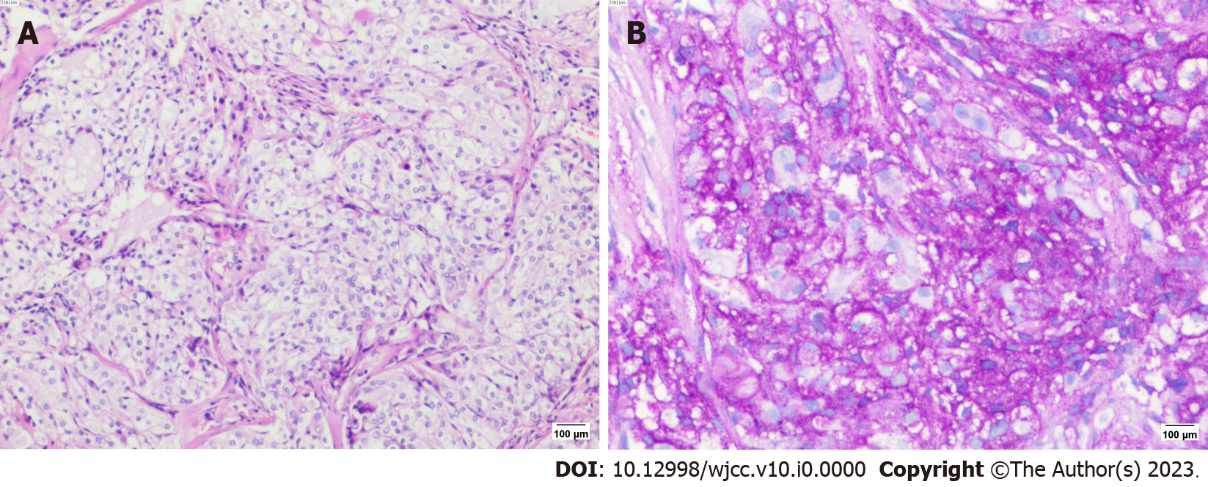 A
B
100 µm
100 µm
DOI: 10.12998/wjcc.v10.i0.0000 Copyright ©The Author(s) 2023.